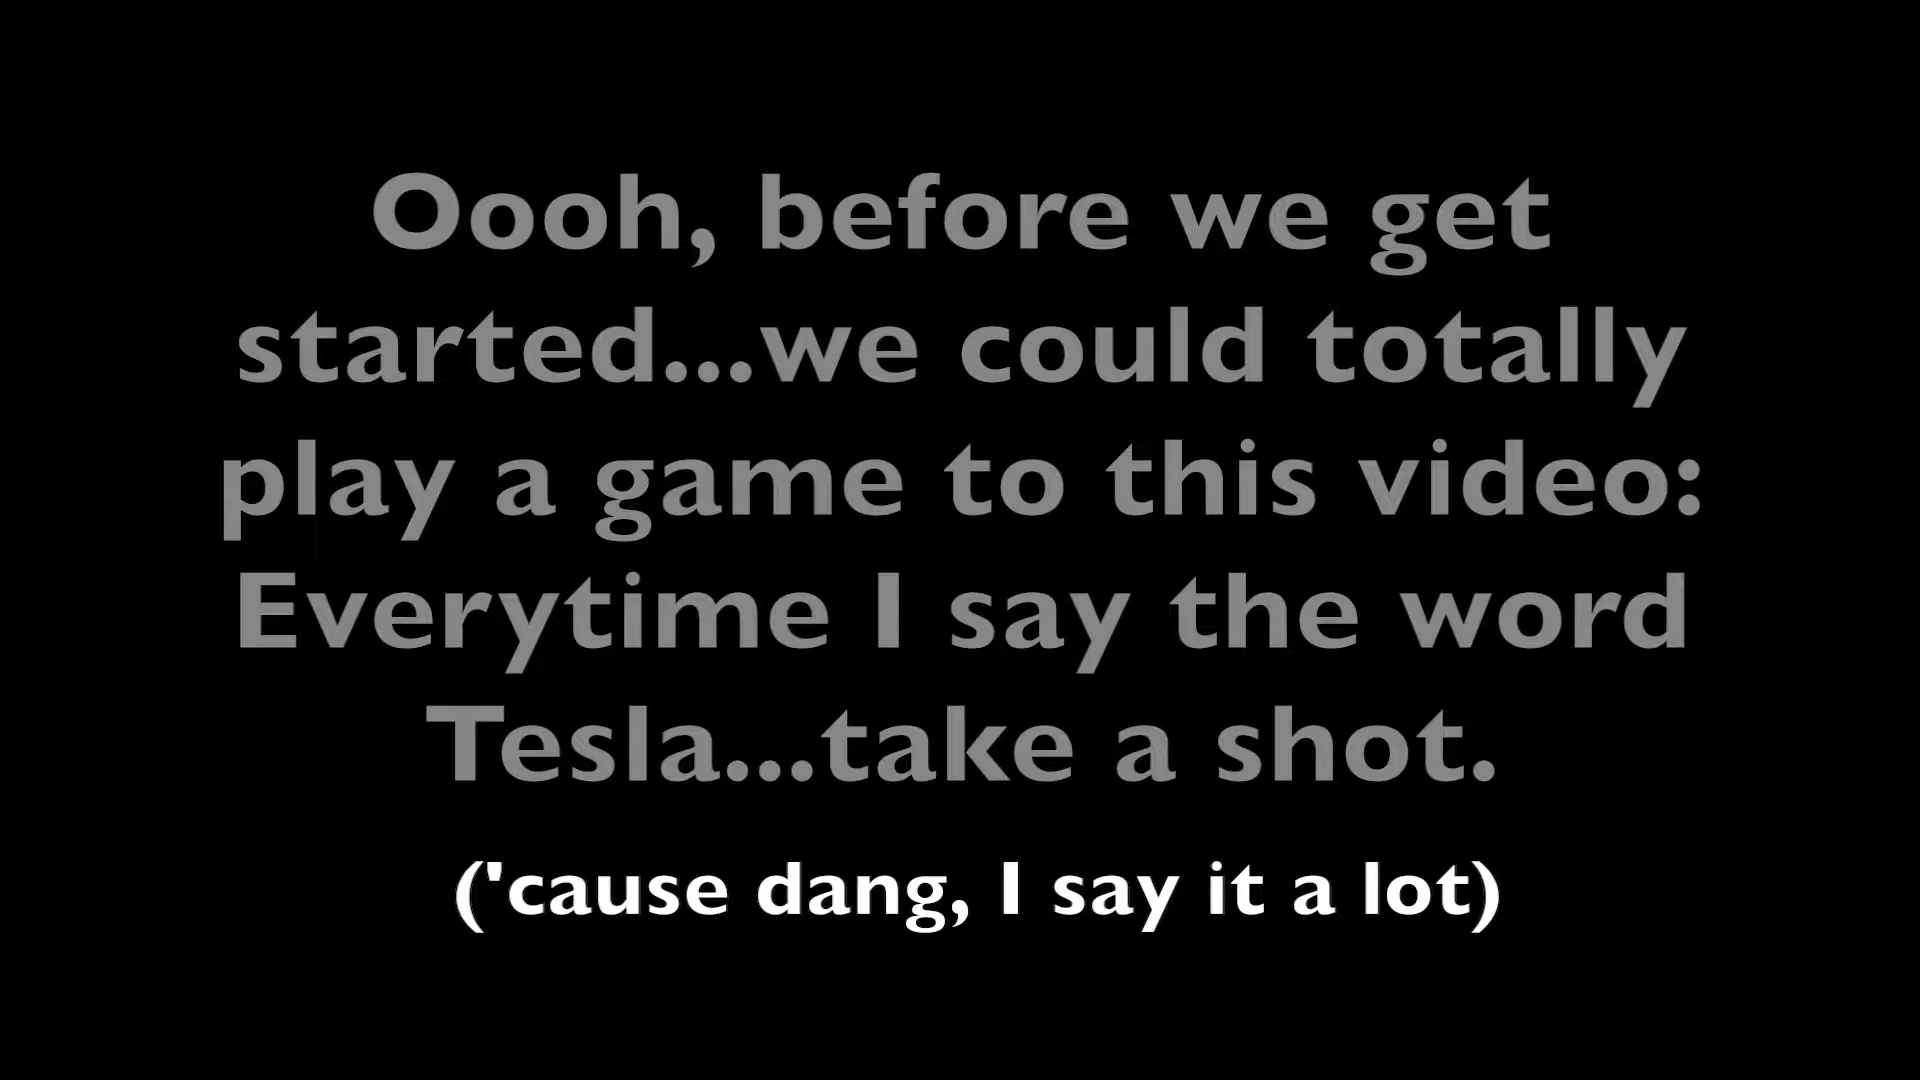 Oooh, before we get
started...we could totally
play a game to this video:
Everytime I say the word
Tesla...take a shot.
('cause dang, I say it a lot)